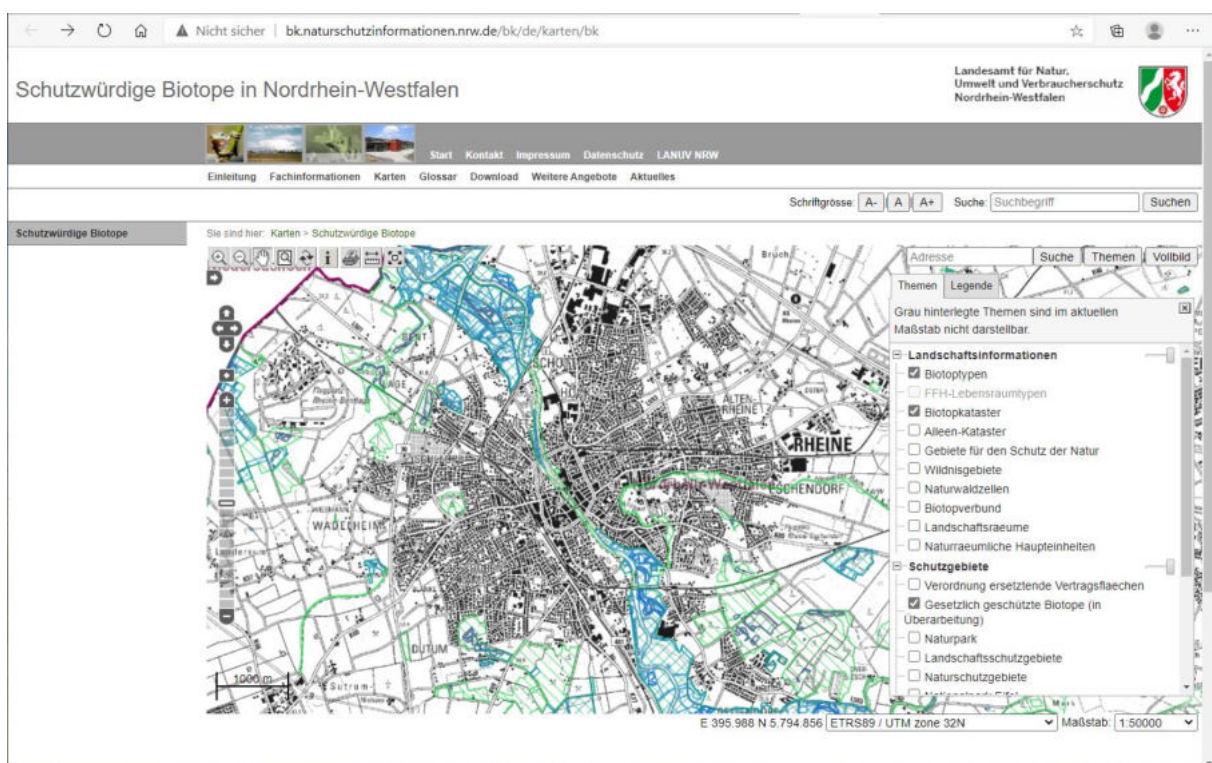 Nicht sicher | bk.naturschutzinformationen.nrw.de/bk/de/karten/bk
Schutzwürdige Biotope in Nordrhein-Westfalen
Landesamt für Natur,
Umwelt und Verbraucherschutz
Nordrhein-Westfalen
Start Kontakt Impressum Datenschutz LANUV NRW
Einleitung Fachinformationen Karten Glossar Download Weitere Angebote Aktuelles
Schriftgrösse: A- A A+ Suche: Suchbegriff Suchen
Schutzwürdige Biotope
Sie sind hier: Karten > Schutzwürdige Biotope
Adresse Suche Themen Vollbild
Themen Legende
Grau hinterlegte Themen sind im aktuellen
Maßstab nicht darstellbar.
Landschaftsinformationen
Biotoptypen
FFH-Lebensraumtypen
Biotopkataster
Alleen-Kataster
Gebiete für den Schutz der Natur
Wildnisgebiete
Naturwaldzellen
Biotopverbund
Landschaftsraeume
Naturraeumliche Haupteinheiten
Schutzgebiete
Verordnung ersetztende Vertragsflaechen
Gesetzlich geschützte Biotope (in
Überarbeitung)
Naturpark
Landschaftsschutzgebiete
Naturschutzgebiete
Nationalpark Eifel
Bruch
ALTEN-
RHEINE
RHEINE
ESCHENDORF
WADELHEIM
DUTUM
Sutrum
1000 m
E 395.988 N 5.794.856 ETRS89 / UTM zone 32N Maßstab: 1:50000